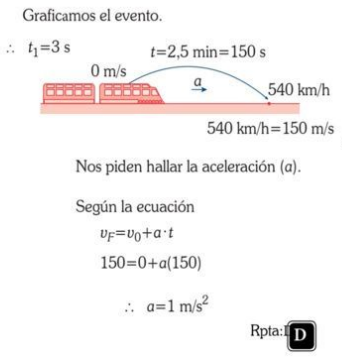 Graficamos el evento.
∴ t₁=3 s
t=2,5 min=150 s
0 m/s
a
540 km/h
540 km/h=150 m/s
Nos piden hallar la aceleración (a).
Según la ecuación
v_F=v₀+a·t
150=0+a(150)
∴ a=1 m/s²
Rpta: D